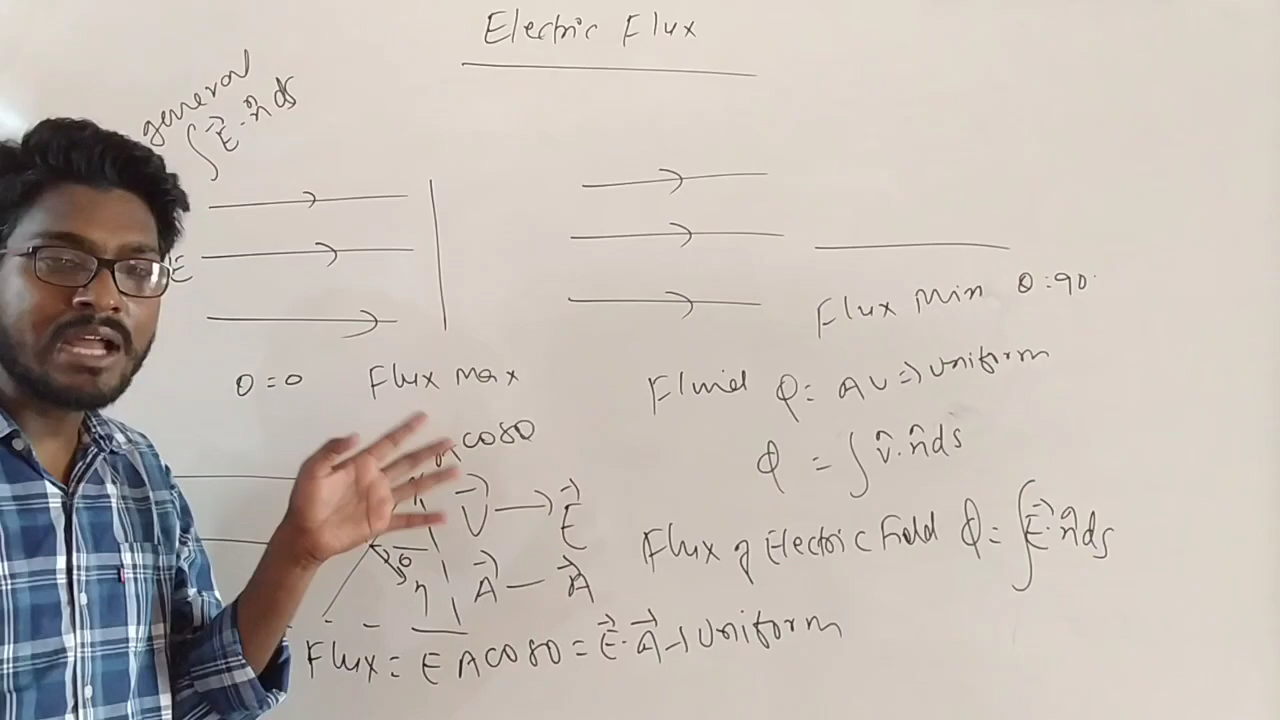 Electric Flux
general
∫E⃗·n̂ds
E
θ=0 Flux Max
Flux Min θ:90°
Fluid φ= AV ⇒ uniform
φ = ∫v̂·n̂ds
A cosθ
V⃗ → E⃗
A⃗ — A⃗
θ
η
Flux of Electric Field φ=∫E⃗·n̂ds
Flux = EAcosθ = E⃗·A⃗ → Uniform